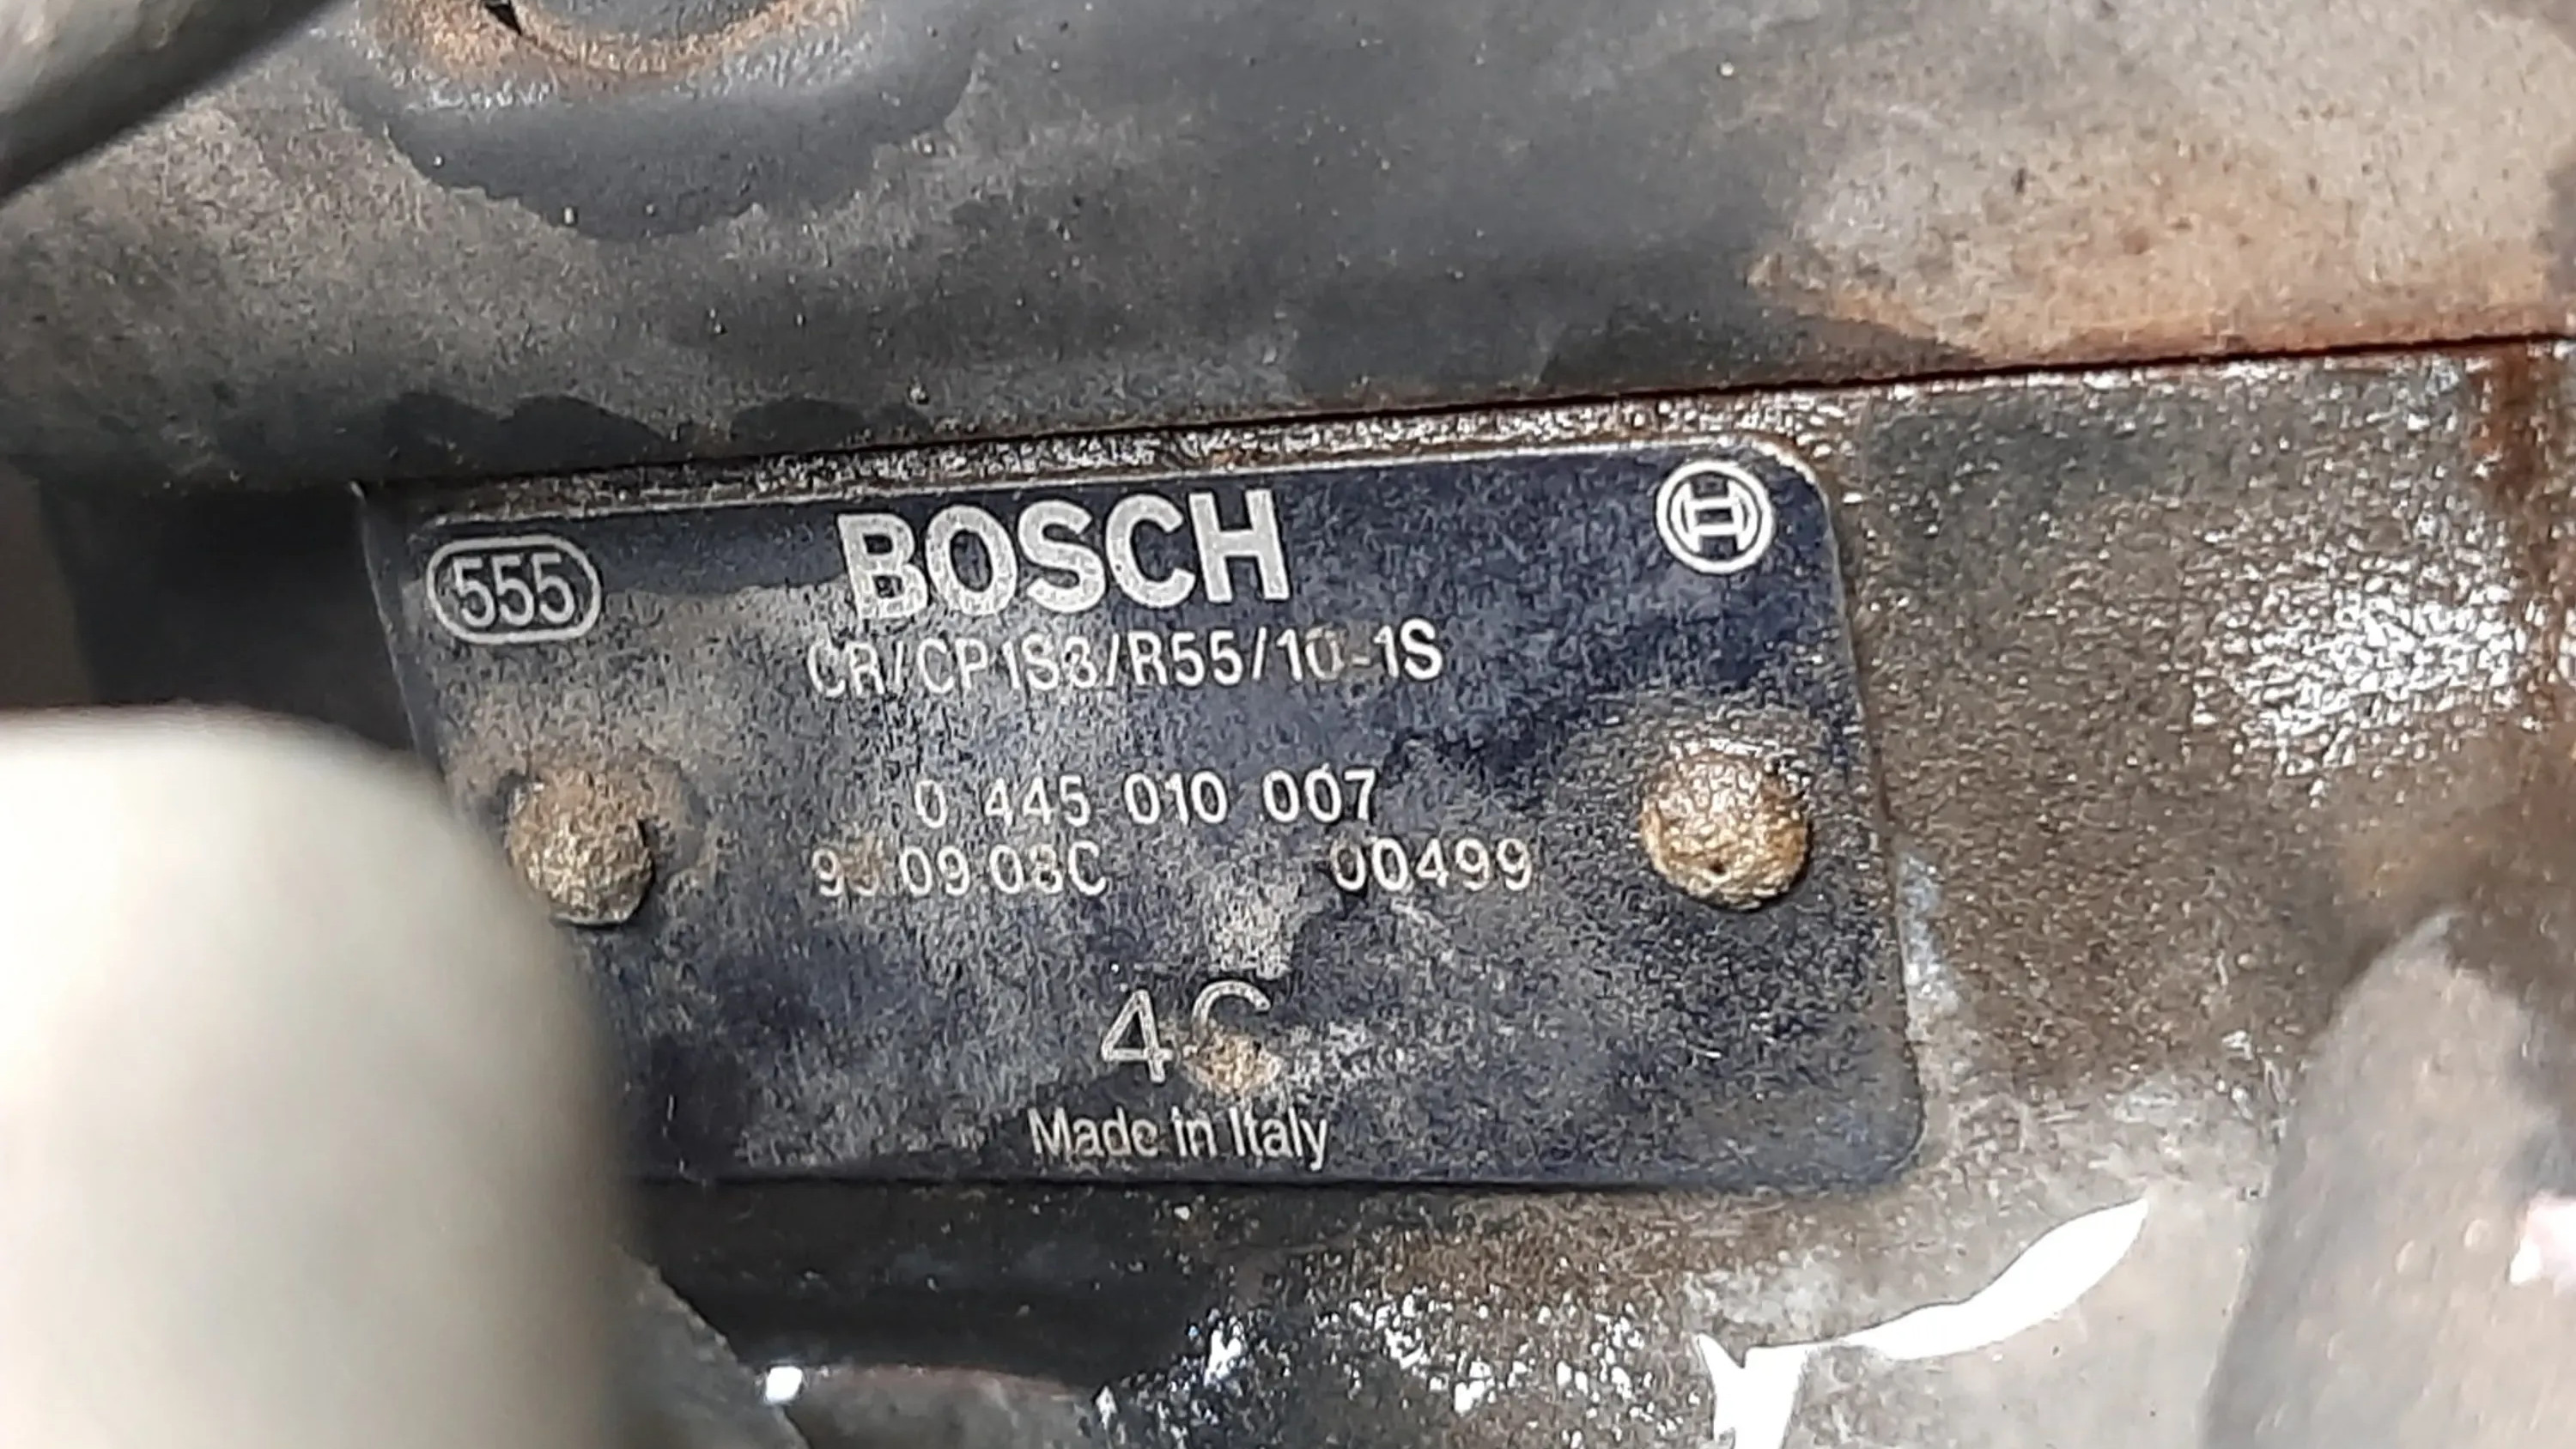 555
BOSCH
CR/CP1S3/R55/10-1S
0 445 010 007
00499
Made in Italy